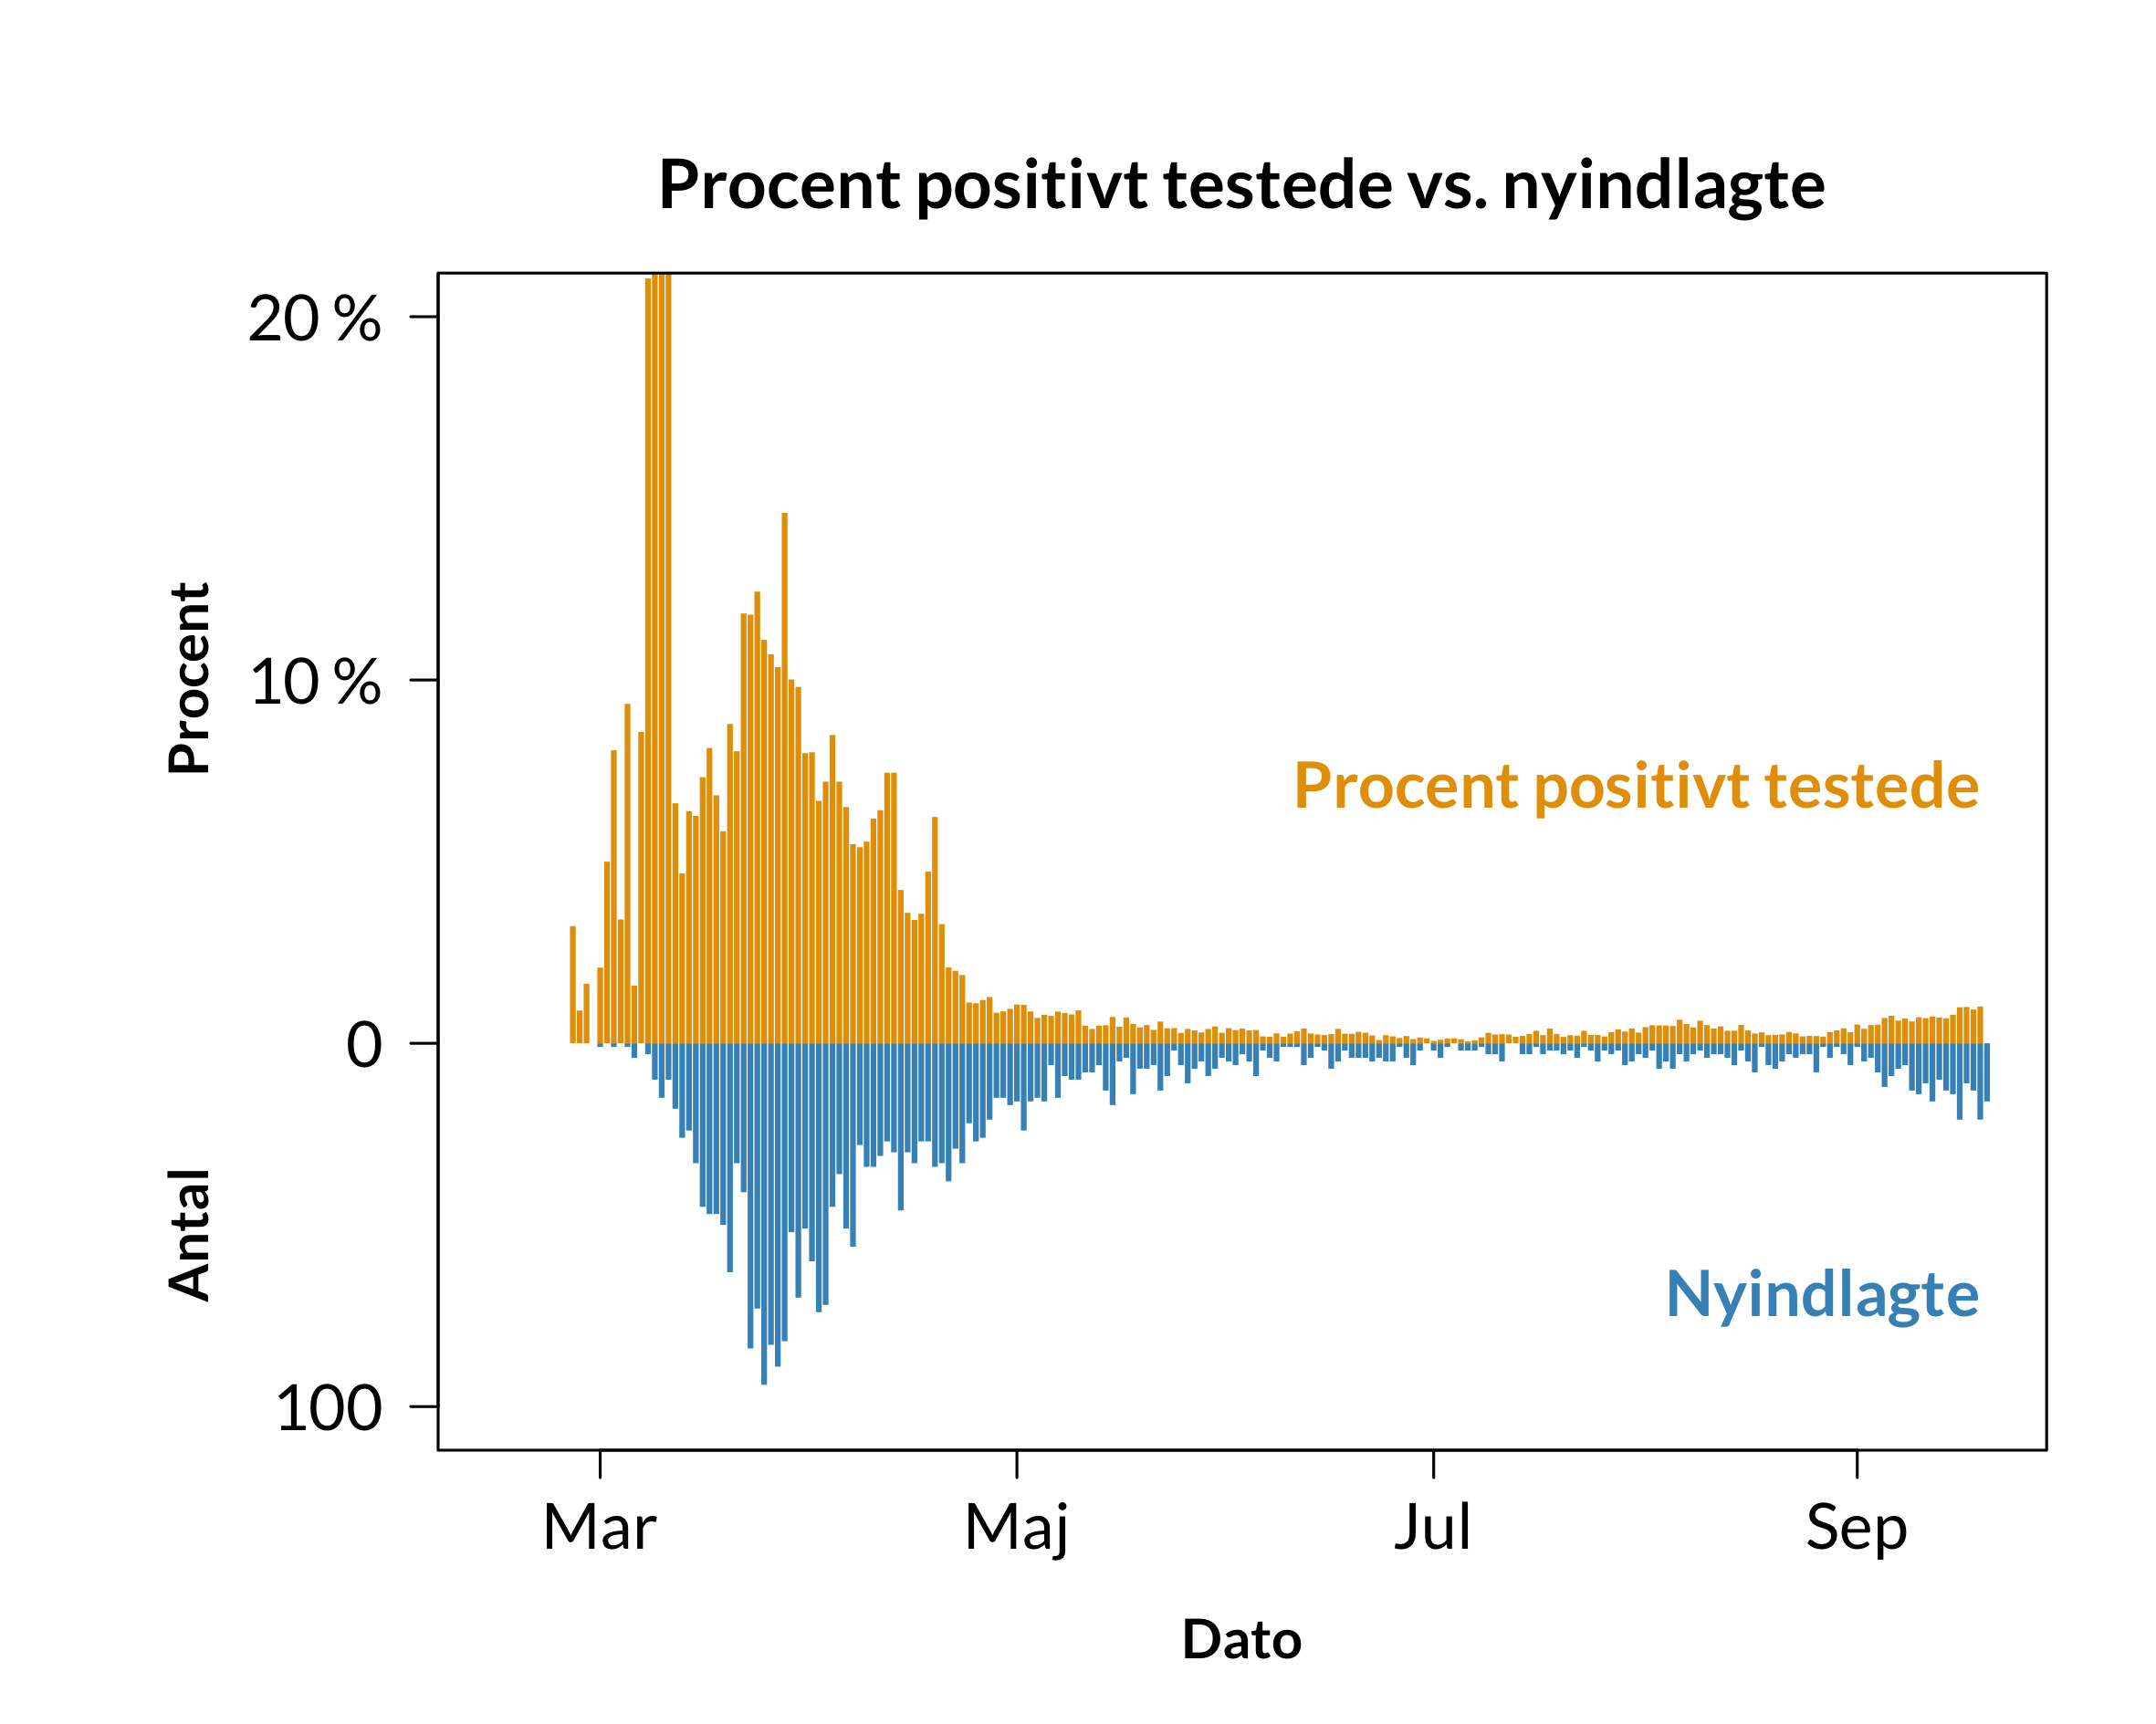 Procent positivt testede vs. nyindlagte
20 %
10 %
0
100
Procent
Antal
Procent positivt testede
Nyindlagte
Mar
Maj
Jul
Sep
Dato